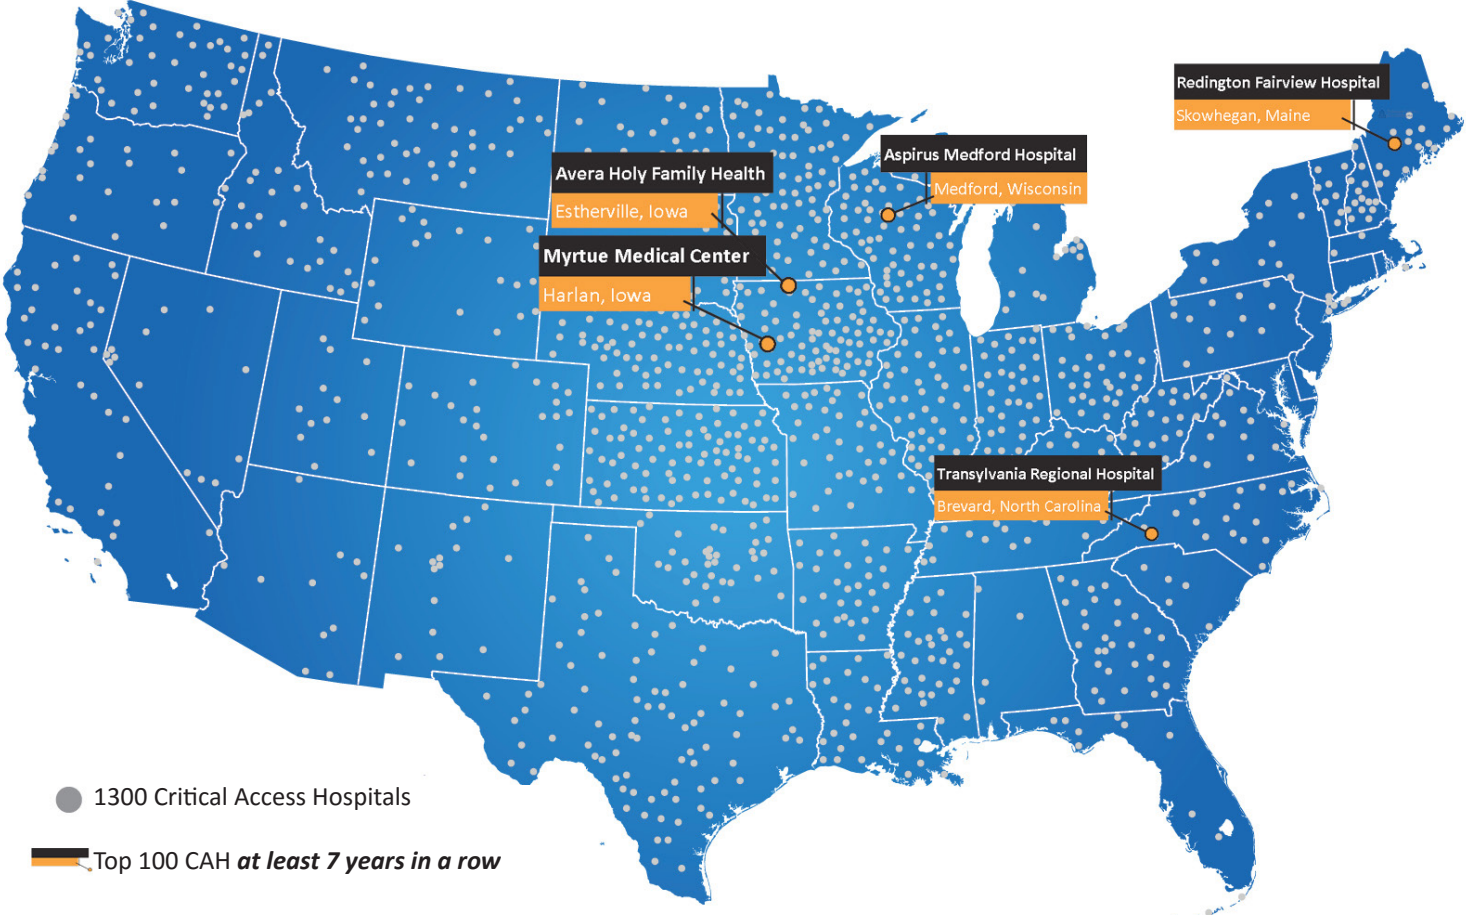 Redington Fairview Hospital
Skowhegan, Maine
Aspirus Medford Hospital
Medford, Wisconsin
Avera Holy Family Health
Estherville, Iowa
Myrtue Medical Center
Harlan, Iowa
Transylvania Regional Hospital
Brevard, North Carolina
1300 Critical Access Hospitals
Top 100 CAH at least 7 years in a row